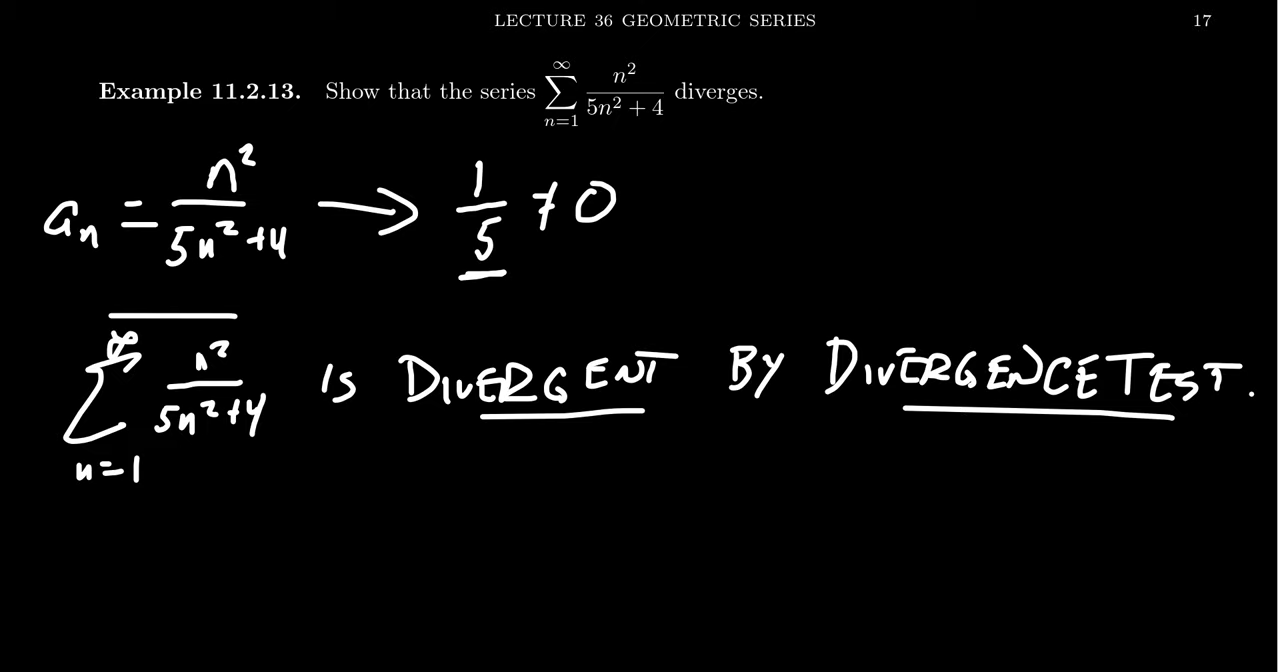 LECTURE 36 GEOMETRIC SERIES 17
Example 11.2.13. Show that the series ∑_{n=1}^{∞} n²/(5n² + 4) diverges.
aₙ = n²/(5n²+4) → 1/5 ≠ 0
∑_{n=1}^{∞} n²/(5n²+4) IS DIVERGENT BY DIVERGENCE TEST.